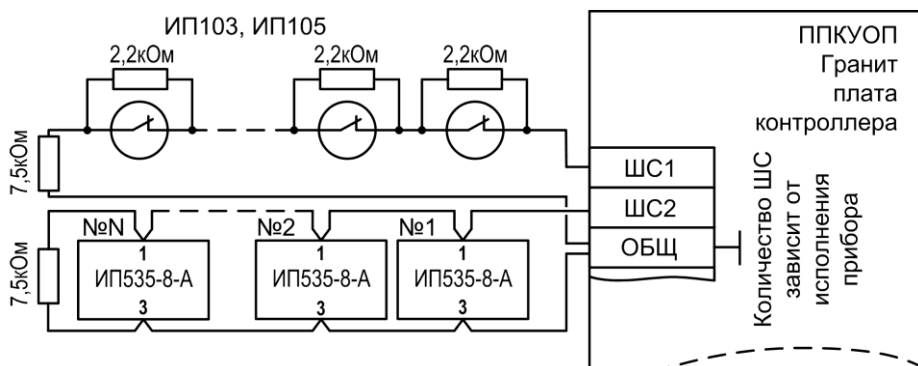 ИП103, ИП105
2,2кОм
2,2кОм
2,2кОм
7,5кОм
ППКУОП
Гранит
плата
контроллера
ШС1
ШС2
ОБЩ
Количество ШС
зависит от
исполнения
прибора
7,5кОм
№N
№2
№1
1
1
1
ИП535-8-А
ИП535-8-А
ИП535-8-А
3
3
3